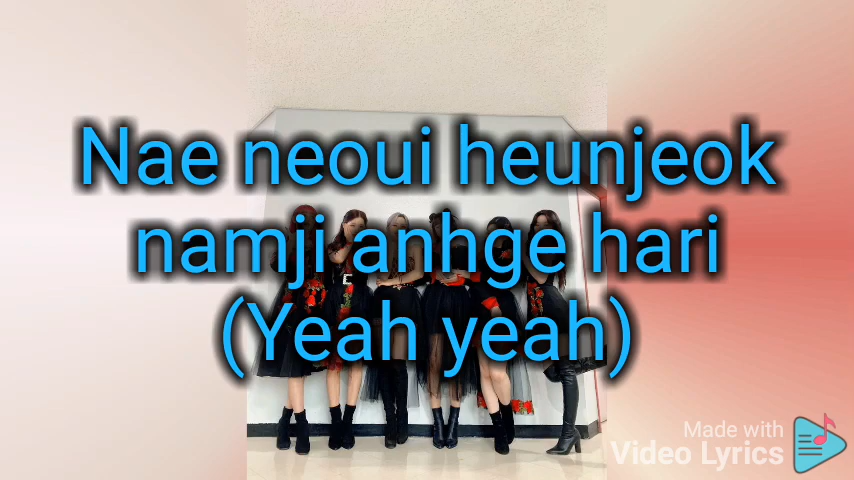 Nae neoui heunjeok
namji anhge hari
(Yeah yeah)
Made with
Video Lyrics